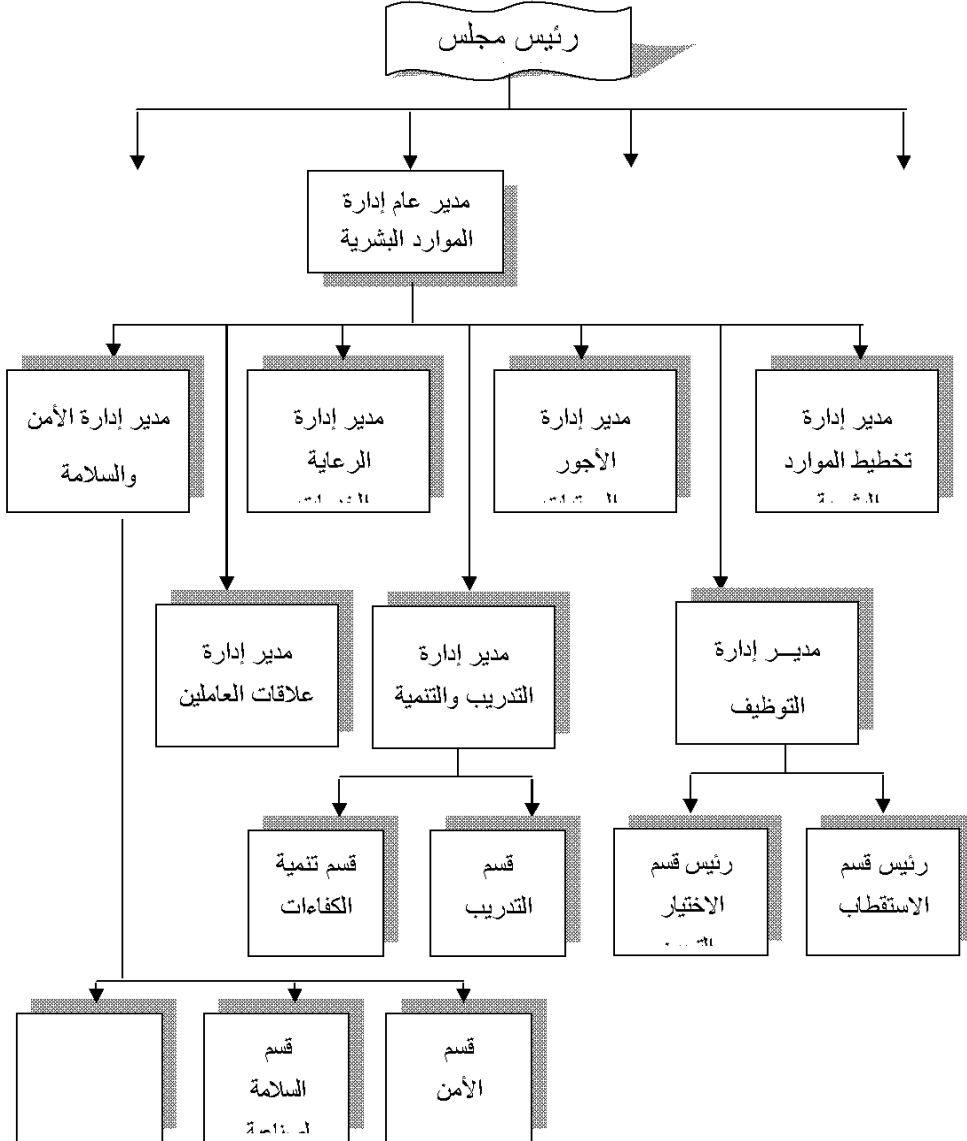 رئيس مجلس
مدير عام إدارة
الموارد البشرية
مدير إدارة
تخطيط الموارد
مدير إدارة
الأجور
مدير إدارة
الرعاية
مدير إدارة الأمن
والسلامة
مديــر إدارة
التوظيف
مدير إدارة
التدريب والتنمية
مدير إدارة
علاقات العاملين
رئيس قسم
الاستقطاب
رئيس قسم
الاختيار
قسم
التدريب
قسم تنمية
الكفاءات
قسم
الأمن
قسم
السلامة